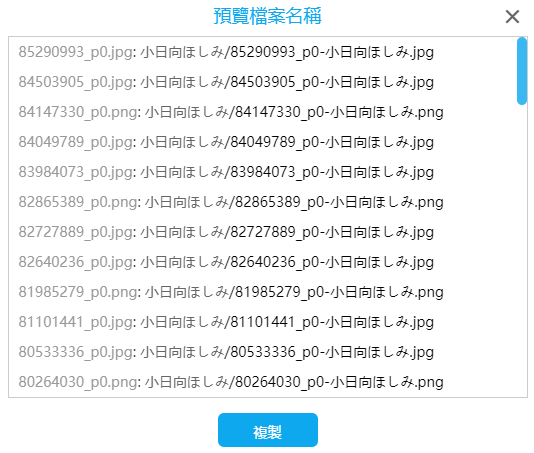 預覽檔案名稱
85290993_p0.jpg: 小日向ほしみ/85290993_p0-小日向ほしみ.jpg
84503905_p0.jpg: 小日向ほしみ/84503905_p0-小日向ほしみ.jpg
84147330_p0.png: 小日向ほしみ/84147330_p0-小日向ほしみ.png
84049789_p0.jpg: 小日向ほしみ/84049789_p0-小日向ほしみ.jpg
83984073_p0.jpg: 小日向ほしみ/83984073_p0-小日向ほしみ.jpg
82865389_p0.png: 小日向ほしみ/82865389_p0-小日向ほしみ.png
82727889_p0.jpg: 小日向ほしみ/82727889_p0-小日向ほしみ.jpg
82640236_p0.jpg: 小日向ほしみ/82640236_p0-小日向ほしみ.jpg
81985279_p0.png: 小日向ほしみ/81985279_p0-小日向ほしみ.png
81101441_p0.jpg: 小日向ほしみ/81101441_p0-小日向ほしみ.jpg
80533336_p0.jpg: 小日向ほしみ/80533336_p0-小日向ほしみ.jpg
80264030_p0.png: 小日向ほしみ/80264030_p0-小日向ほしみ.png
複製